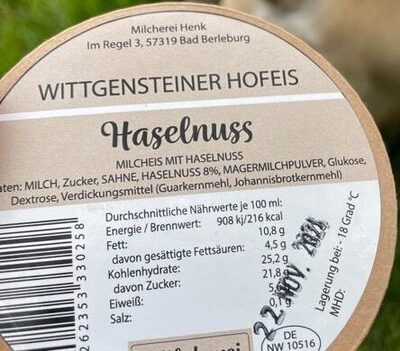 Milcherei Henk
Im Regel 3, 57319 Bad Berleburg
WITTGENSTEINER HOFEIS
Haselnuss
MILCHEIS MIT HASELNUSS
aten: MILCH, Zucker, SAHNE, HASELNUSS 8%, MAGERMILCHPULVER, Glukose,
Dextrose, Verdickungsmittel (Guarkernmehl, Johannisbrotkernmehl)
Durchschnittliche Nährwerte je 100 ml:
Energie / Brennwert: 908 kj/216 kcal
Fett: 10,8 g
davon gesättigte Fettsäuren: 4,5 g
Kohlenhydrate: 25,2 g
davon Zucker: 21,8
Eiweiß:
Salz: 0,1
22. NOV. 2024
Lagerung bei: - 18 Grad °C
MHD:
262353 330258
DE
NW 10516